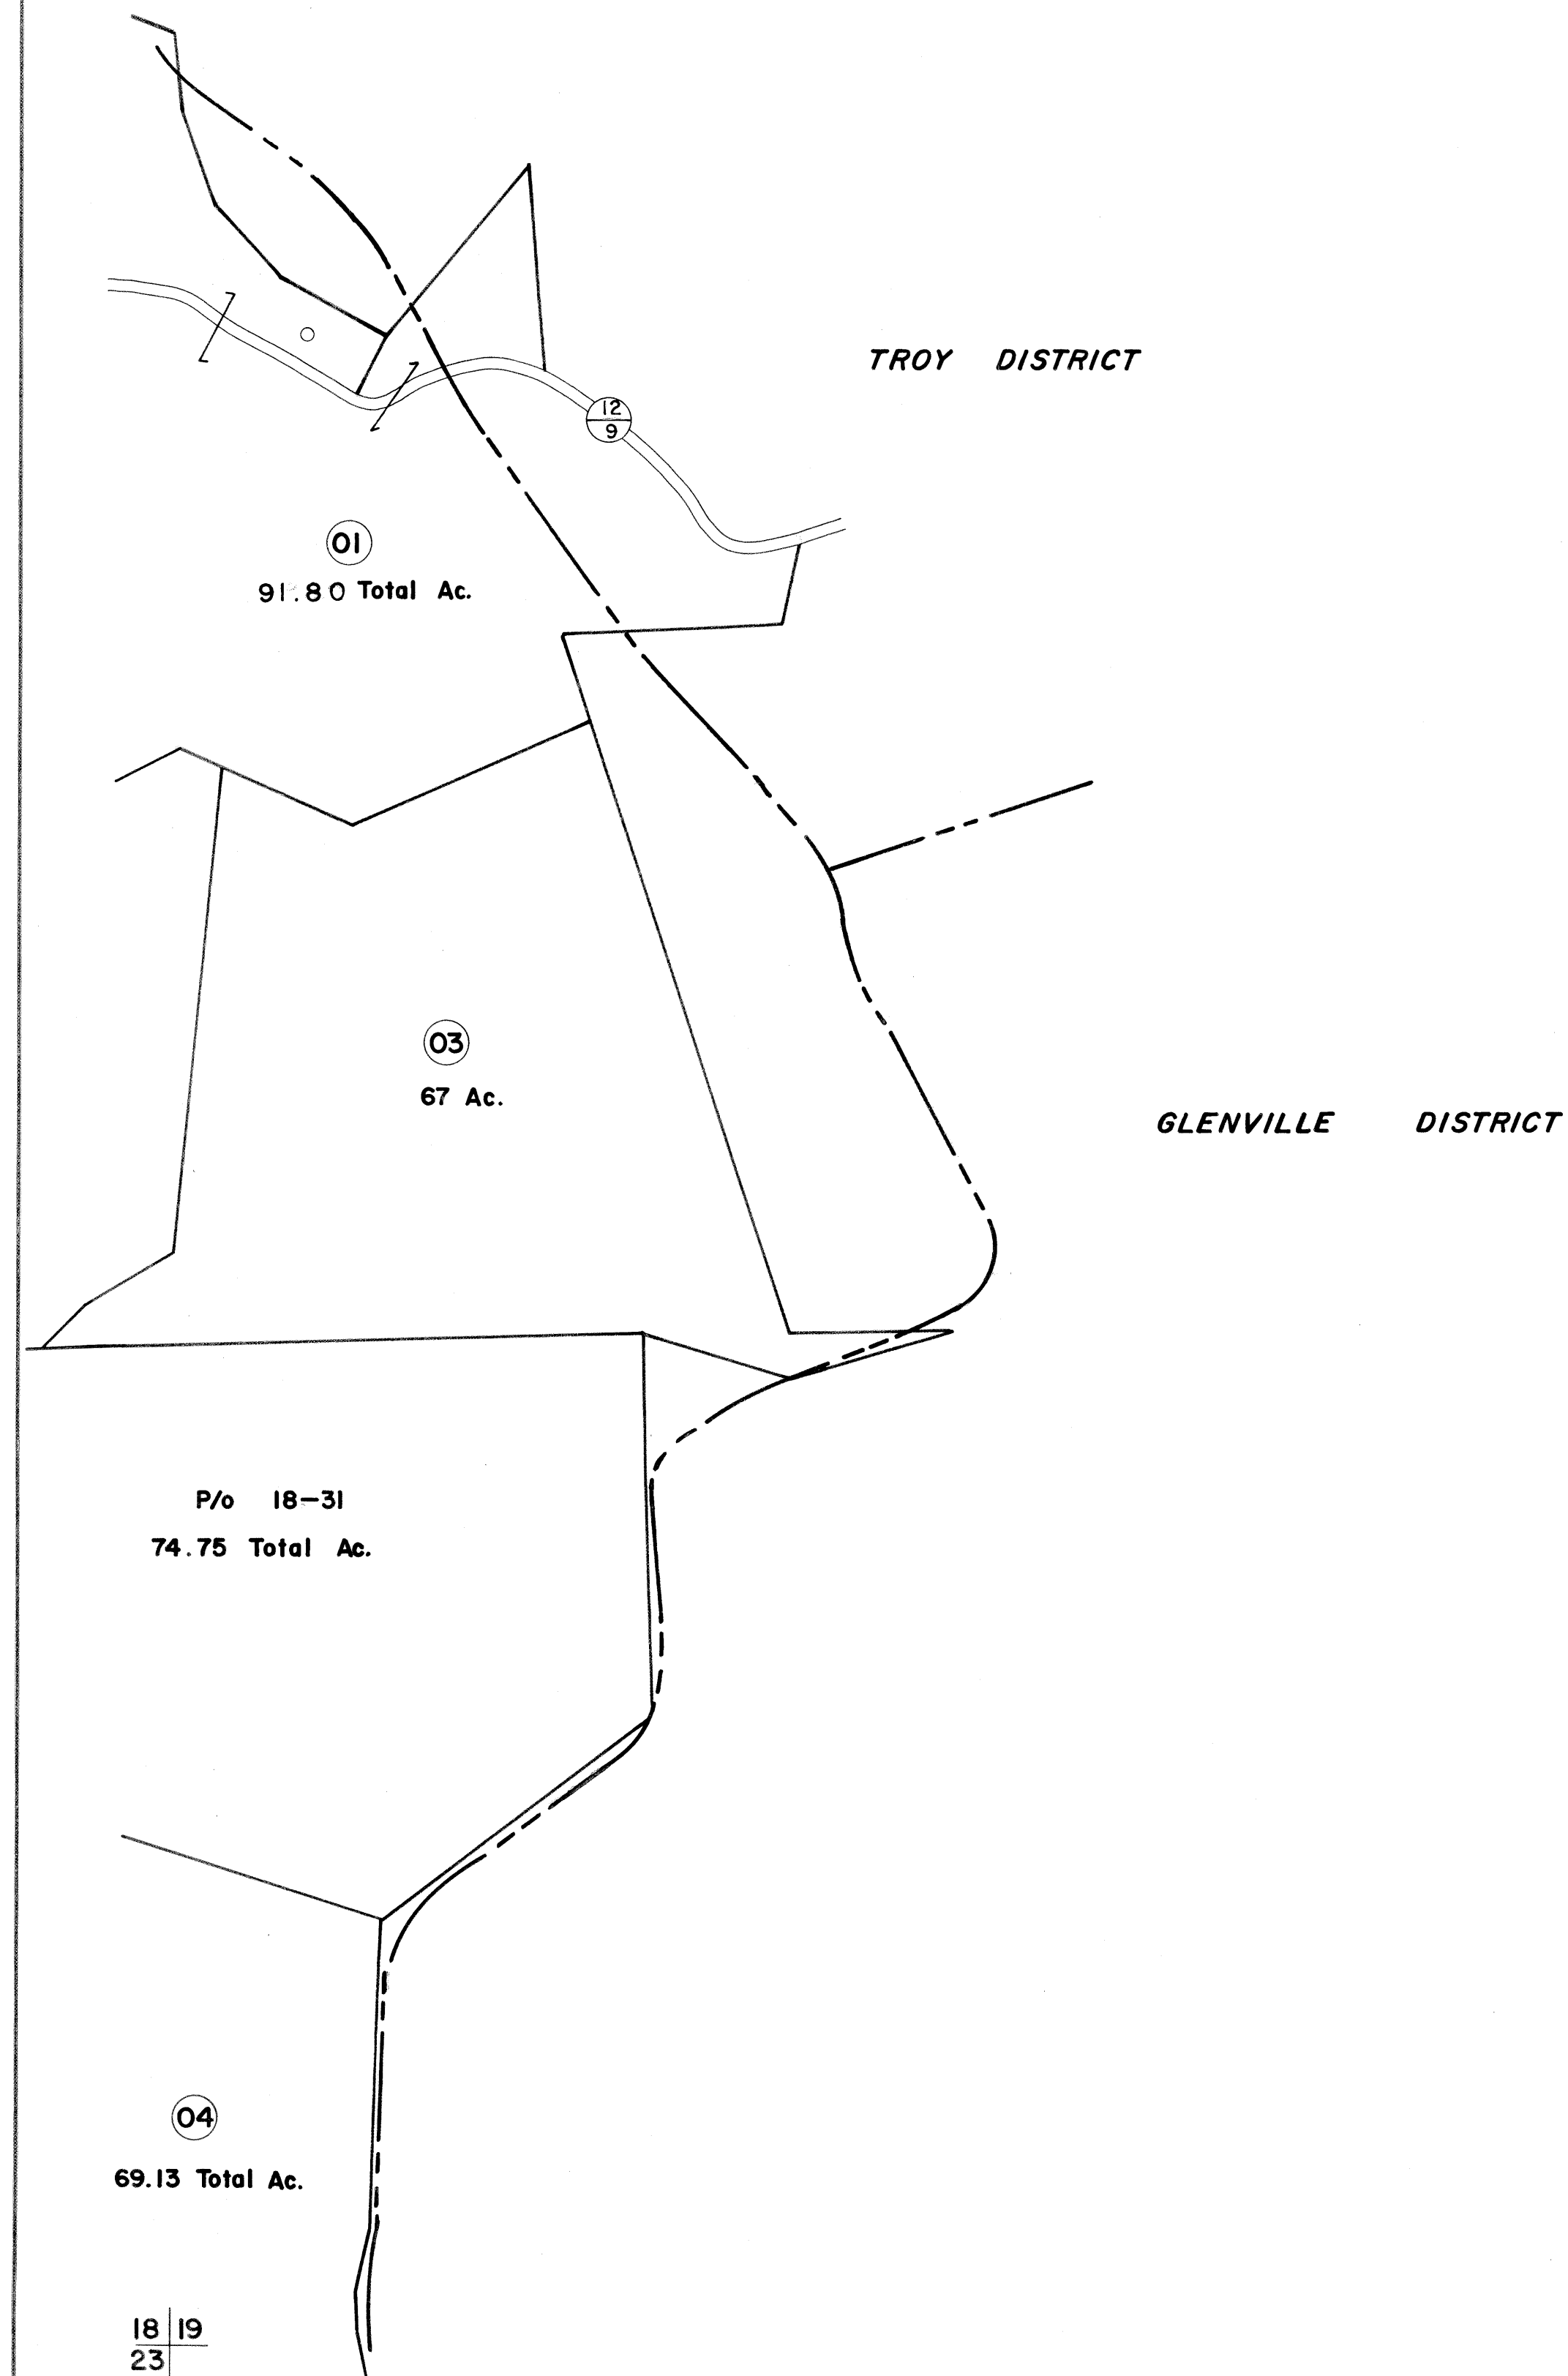 TROY DISTRICT
12
9
01
91.80 Total Ac.
03
67 Ac.
GLENVILLE DISTRICT
P/o 18-31
74.75 Total Ac.
04
69.13 Total Ac.
18 19
23